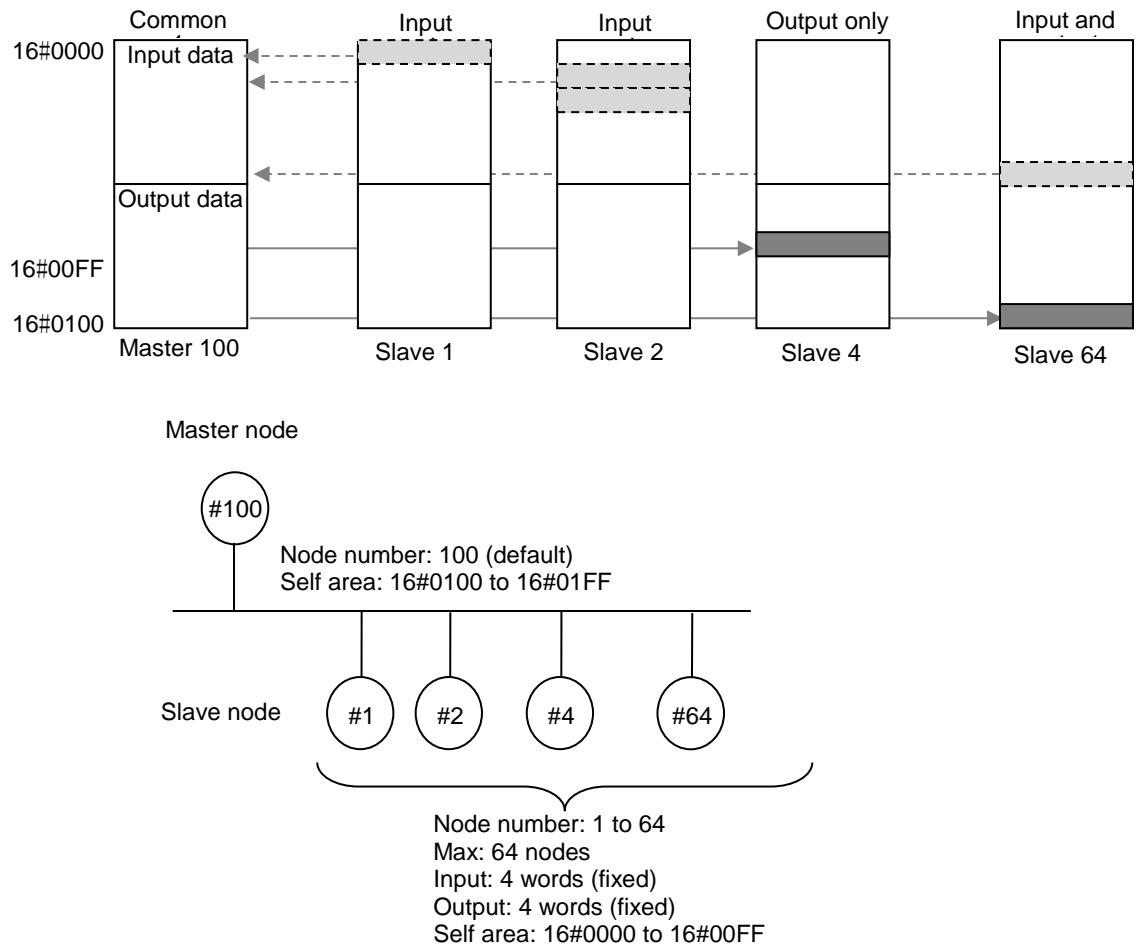 Common
Input
Input
Output only
Input and
16#0000
Input data
Output data
16#00FF
16#0100
Master 100
Slave 1
Slave 2
Slave 4
Slave 64
Master node
#100
Node number: 100 (default)
Self area: 16#0100 to 16#01FF
Slave node
#1
#2
#4
#64
Node number: 1 to 64
Max: 64 nodes
Input: 4 words (fixed)
Output: 4 words (fixed)
Self area: 16#0000 to 16#00FF